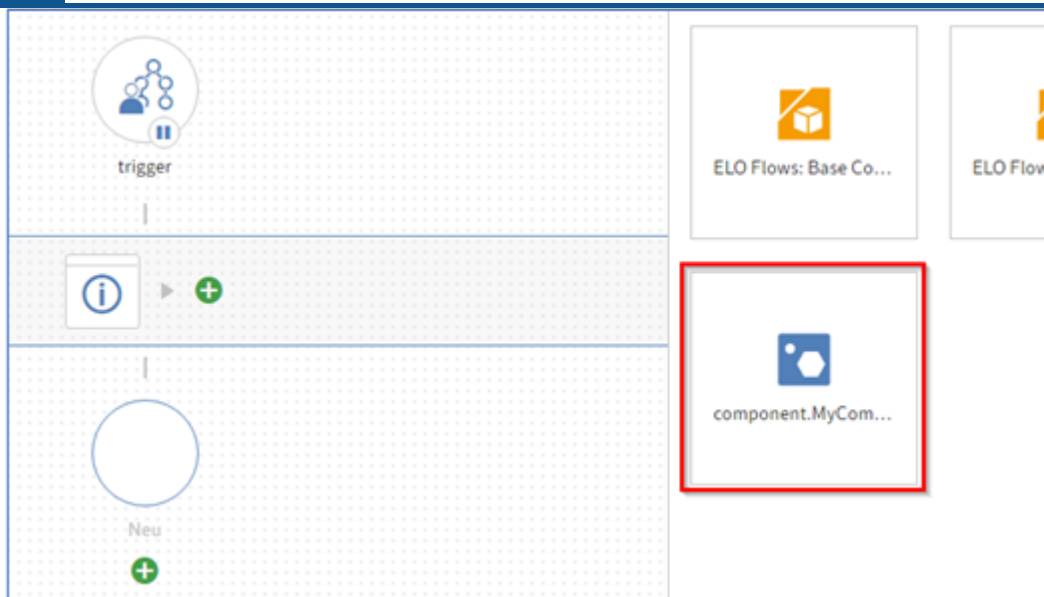 trigger
ELO Flows: Base Co...
ELO Flow
component.MyCom...
Neu